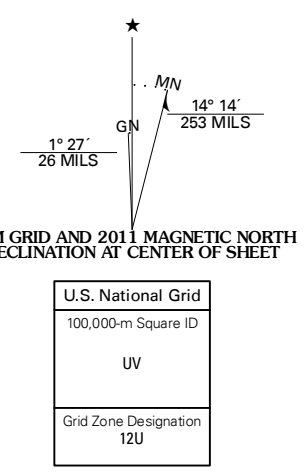 ★
MN
GN
14° 14´
253 MILS
1° 27´
26 MILS
M GRID AND 2011 MAGNETIC NORTH
ECLINATION AT CENTER OF SHEET
U.S. National Grid
100,000-m Square ID
UV
Grid Zone Designation
12U